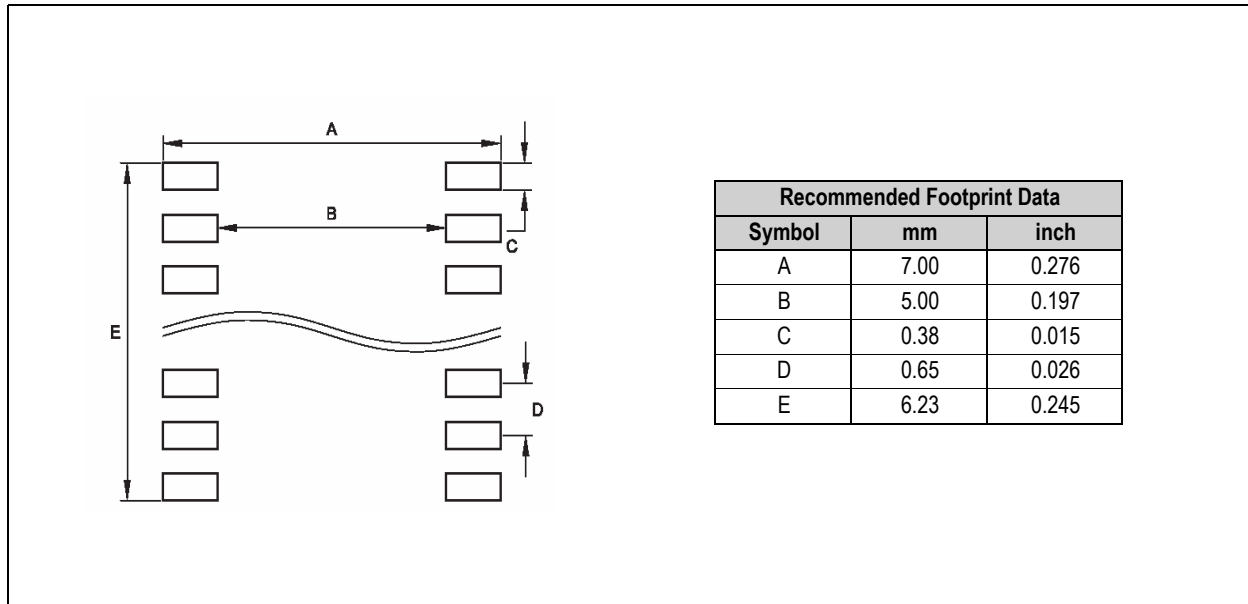 A
B
C
E
D
Recommended Footprint Data
Symbol mm inch
A 7.00 0.276
B 5.00 0.197
C 0.38 0.015
D 0.65 0.026
E 6.23 0.245